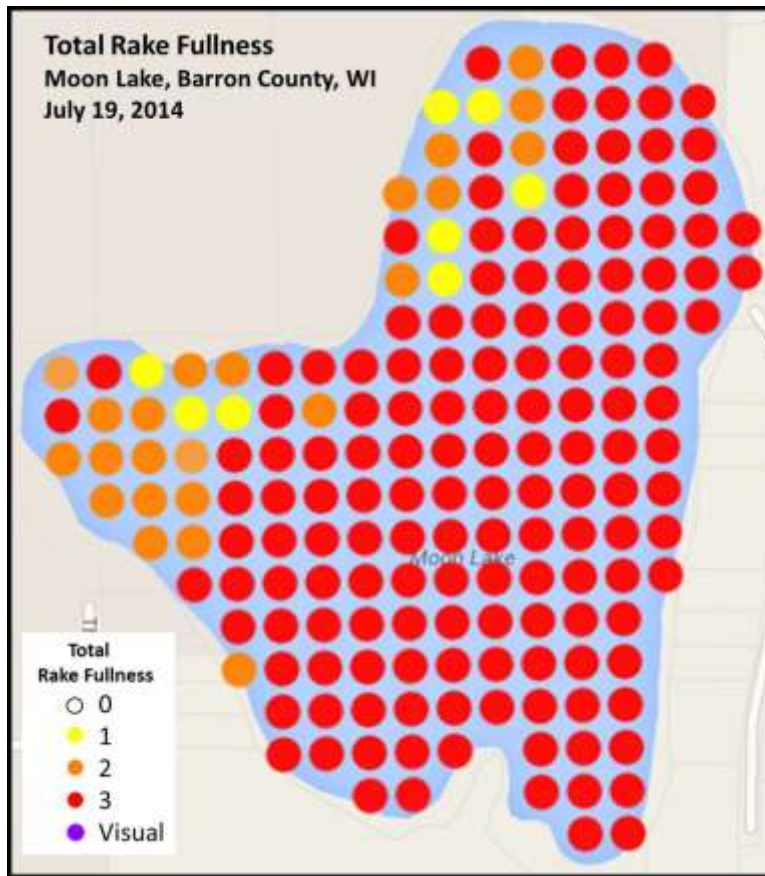 Total Rake Fullness
Moon Lake, Barron County, WI
July 19, 2014
Moon Lake
Total
Rake Fullness
0
1
2
3
Visual